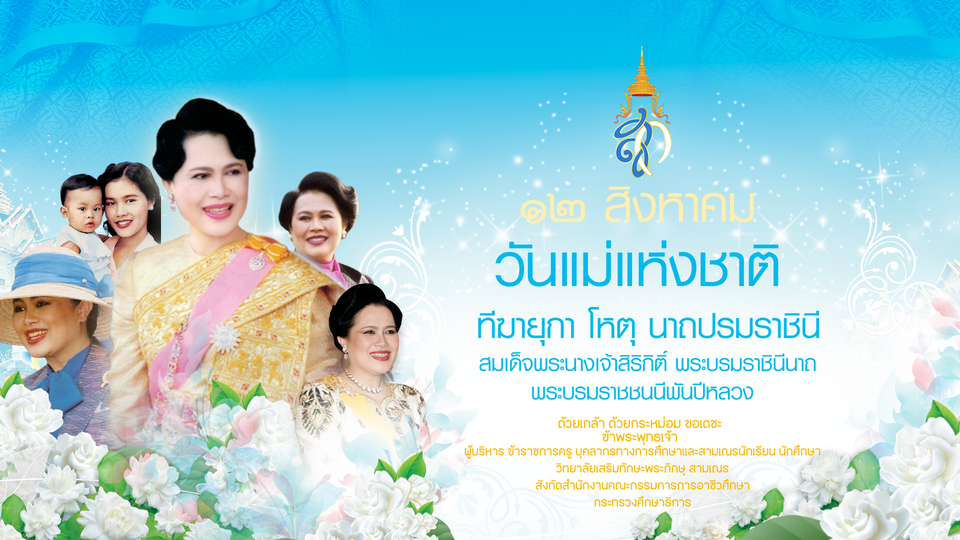 ๑๒ สิงหาคม
วันแม่แห่งชาติ
ทีฆายุกา โหตุ นาถปรมราชินี
สมเด็จพระนางเจ้าสิริกิติ์ พระบรมราชินีนาถ
พระบรมราชชนนีพันปีหลวง
ด้วยเกล้า ด้วยกระหม่อม ขอเดชะ
ข้าพระพุทธเจ้า
ผู้บริหาร ข้าราชการครู บุคลากรทางการศึกษาและสามเณรนักเรียน นักศึกษา
วิทยาลัยเสริมทักษะพระภิกษุ สามเณร
สังกัดสำนักงานคณะกรรมการการอาชีวศึกษา
กระทรวงศึกษาธิการ